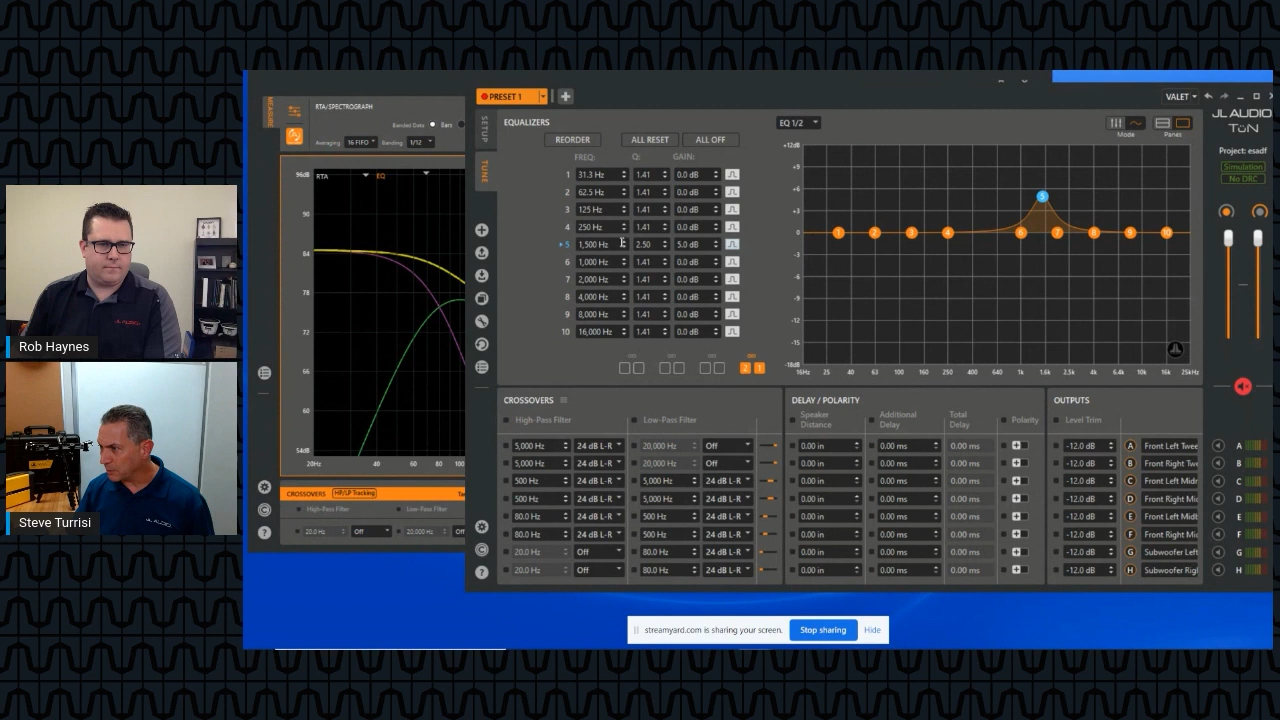 Rob Haynes
Steve Turrisi
MEASURE
RTA/SPECTROGRAPH
Banded Data
Ears
Averaging:
16 FIFO
Banding:
1/12
96dB
RTA
EQ
90
84
78
72
66
60
54dB
20Hz
40
60
80
100
CROSSOVERS
HP/LP Tracking
High-Pass Filter
Low-Pass Filter
20.0 Hz
Off
20,000 Hz
PRESET 1
VALET
SETUP
TUNE
EQUALIZERS
REORDER
ALL RESET
ALL OFF
FREQ:
Q:
GAIN:
1 31.3 Hz 1.41 0.0 dB
2 62.5 Hz 1.41 0.0 dB
3 125 Hz 1.41 0.0 dB
4 250 Hz 1.41 0.0 dB
5 1,500 Hz 2.50 5.0 dB
6 1,000 Hz 1.41 0.0 dB
7 2,000 Hz 1.41 0.0 dB
8 4,000 Hz 1.41 0.0 dB
9 8,000 Hz 1.41 0.0 dB
10 16,000 Hz 1.41 0.0 dB
2 1
EQ 1/2
Mode
Panes
+12dB
+9
+6
+3
0
-3
-6
-9
-12
-15
-18dB
5
1 2 3 4 6 7 8 9 10
16Hz 25 40 63 100 160 250 400 630 1k 1.6k 2.5k 4k 6.4k 10k 16k 25kHz
JL AUDIO
TÜN
Project: esadf
Simulation
No DRC
CROSSOVERS
High-Pass Filter
Low-Pass Filter
5,000 Hz 24 dB L-R 20,000 Hz Off
5,000 Hz 24 dB L-R 20,000 Hz Off
500 Hz 24 dB L-R 5,000 Hz 24 dB L-R
500 Hz 24 dB L-R 5,000 Hz 24 dB L-R
80.0 Hz 24 dB L-R 500 Hz 24 dB L-R
80.0 Hz 24 dB L-R 500 Hz 24 dB L-R
20.0 Hz Off 80.0 Hz 24 dB L-R
20.0 Hz Off 80.0 Hz 24 dB L-R
DELAY / POLARITY
Speaker Distance
Additional Delay
Total Delay
Polarity
0.00 in 0.00 ms 0.00 ms
0.00 in 0.00 ms 0.00 ms
0.00 in 0.00 ms 0.00 ms
0.00 in 0.00 ms 0.00 ms
0.00 in 0.00 ms 0.00 ms
0.00 in 0.00 ms 0.00 ms
0.00 in 0.00 ms 0.00 ms
0.00 in 0.00 ms 0.00 ms
OUTPUTS
Level Trim
-12.0 dB A Front Left Twee A
-12.0 dB B Front Right Twe B
-12.0 dB C Front Left Midr C
-12.0 dB D Front Right Mic D
-12.0 dB E Front Left Mid E
-12.0 dB F Front Right Mic F
-12.0 dB G Subwoofer Left G
-12.0 dB H Subwoofer Righ H
streamyard.com is sharing your screen.
Stop sharing
Hide